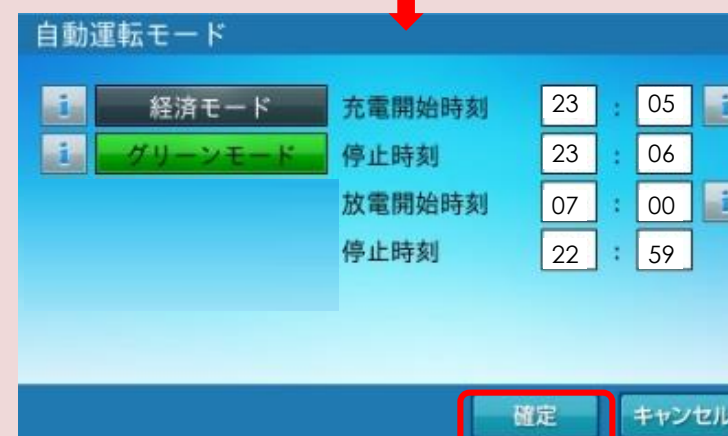 自動運転モード
i 経済モード 充電開始時刻 23 : 05 i
i グリーンモード 停止時刻 23 : 06
放電開始時刻 07 : 00 i
停止時刻 22 : 59
確定 キャンセル